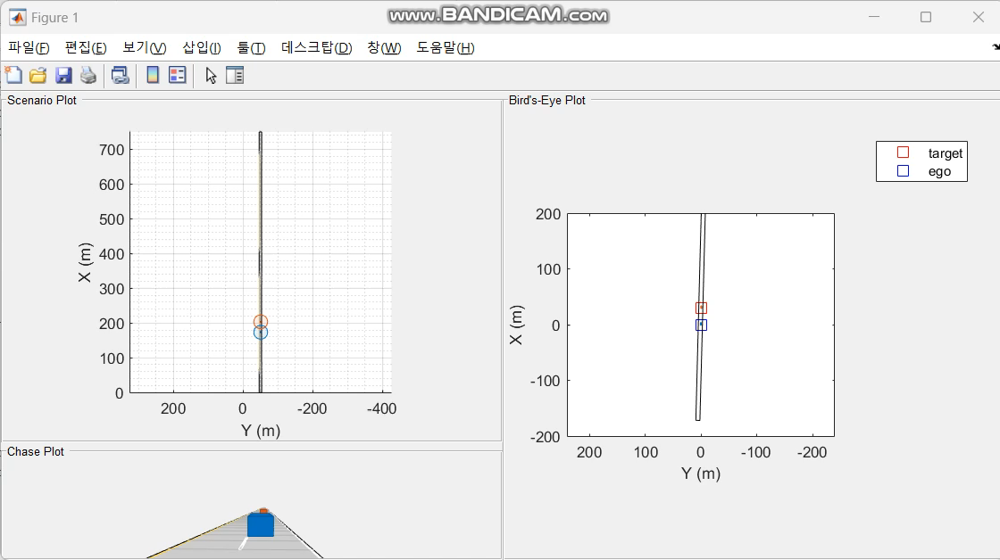 Figure 1
www.BANDICAM.com
파일(F) 편집(E) 보기(V) 삽입(I) 툴(T) 데스크탑(D) 창(W) 도움말(H)
Scenario Plot
700
600
500
400
300
200
100
0
X (m)
200 0 -200 -400
Y (m)
Chase Plot
Bird's-Eye Plot
target
ego
200
100
0
-100
-200
X (m)
200 100 0 -100 -200
Y (m)